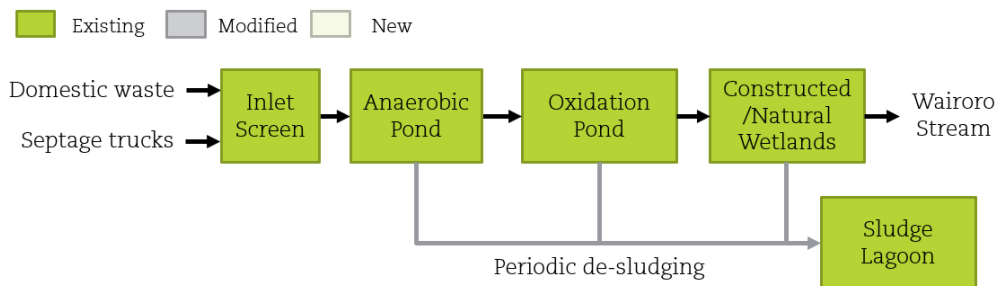 Existing Modified New
Domestic waste
Septage trucks
Inlet
Screen
Anaerobic
Pond
Oxidation
Pond
Constructed
/Natural
Wetlands
Wairoro
Stream
Sludge
Lagoon
Periodic de-sludging